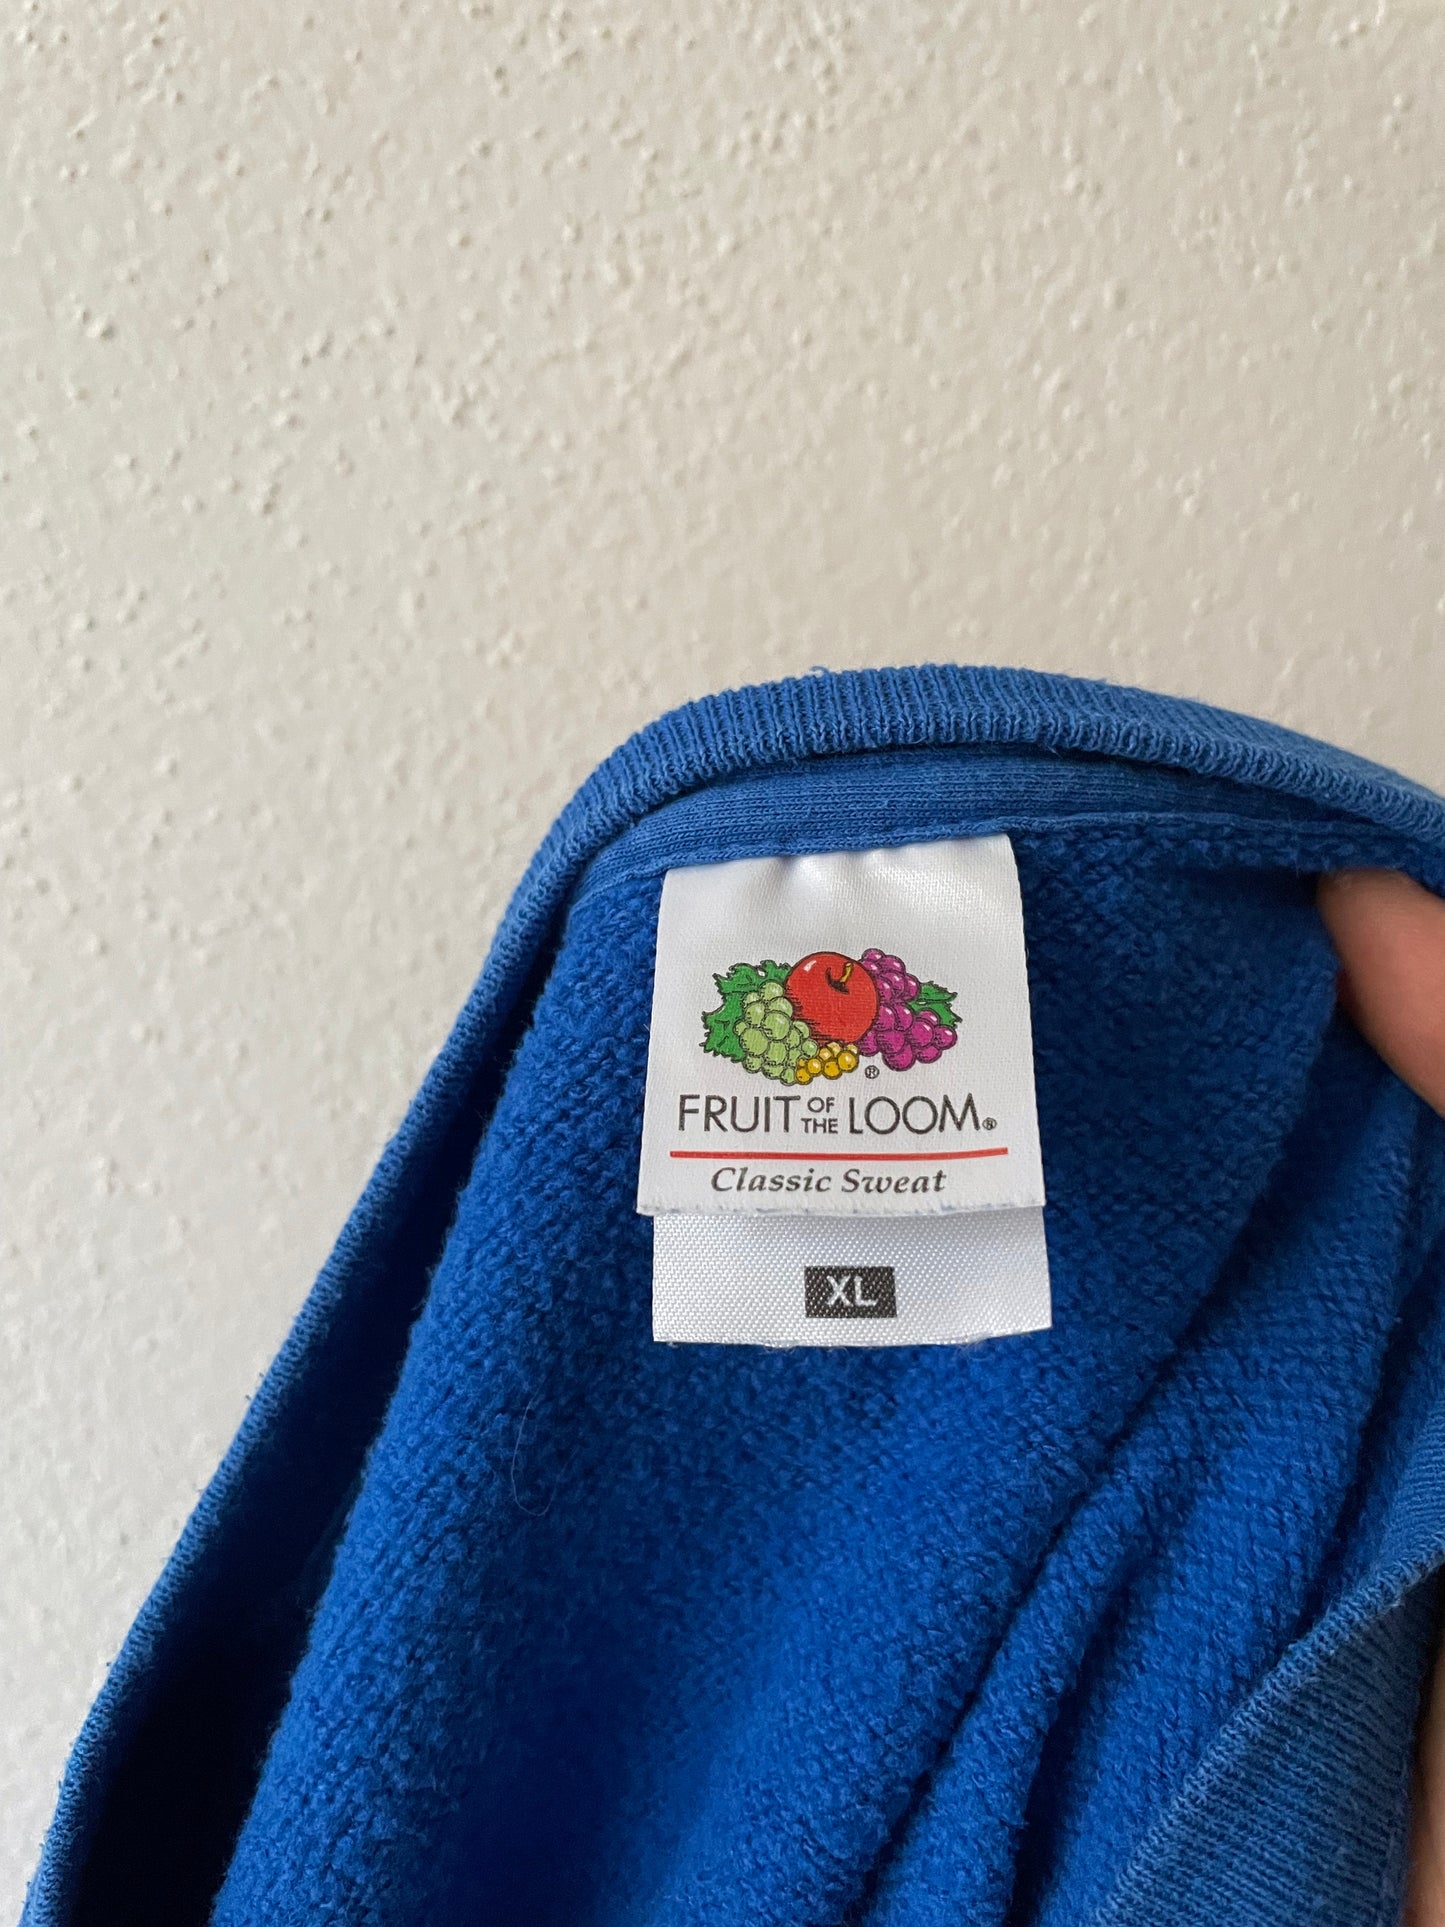 ®
FRUIT OF THE LOOM®
Classic Sweat
XL